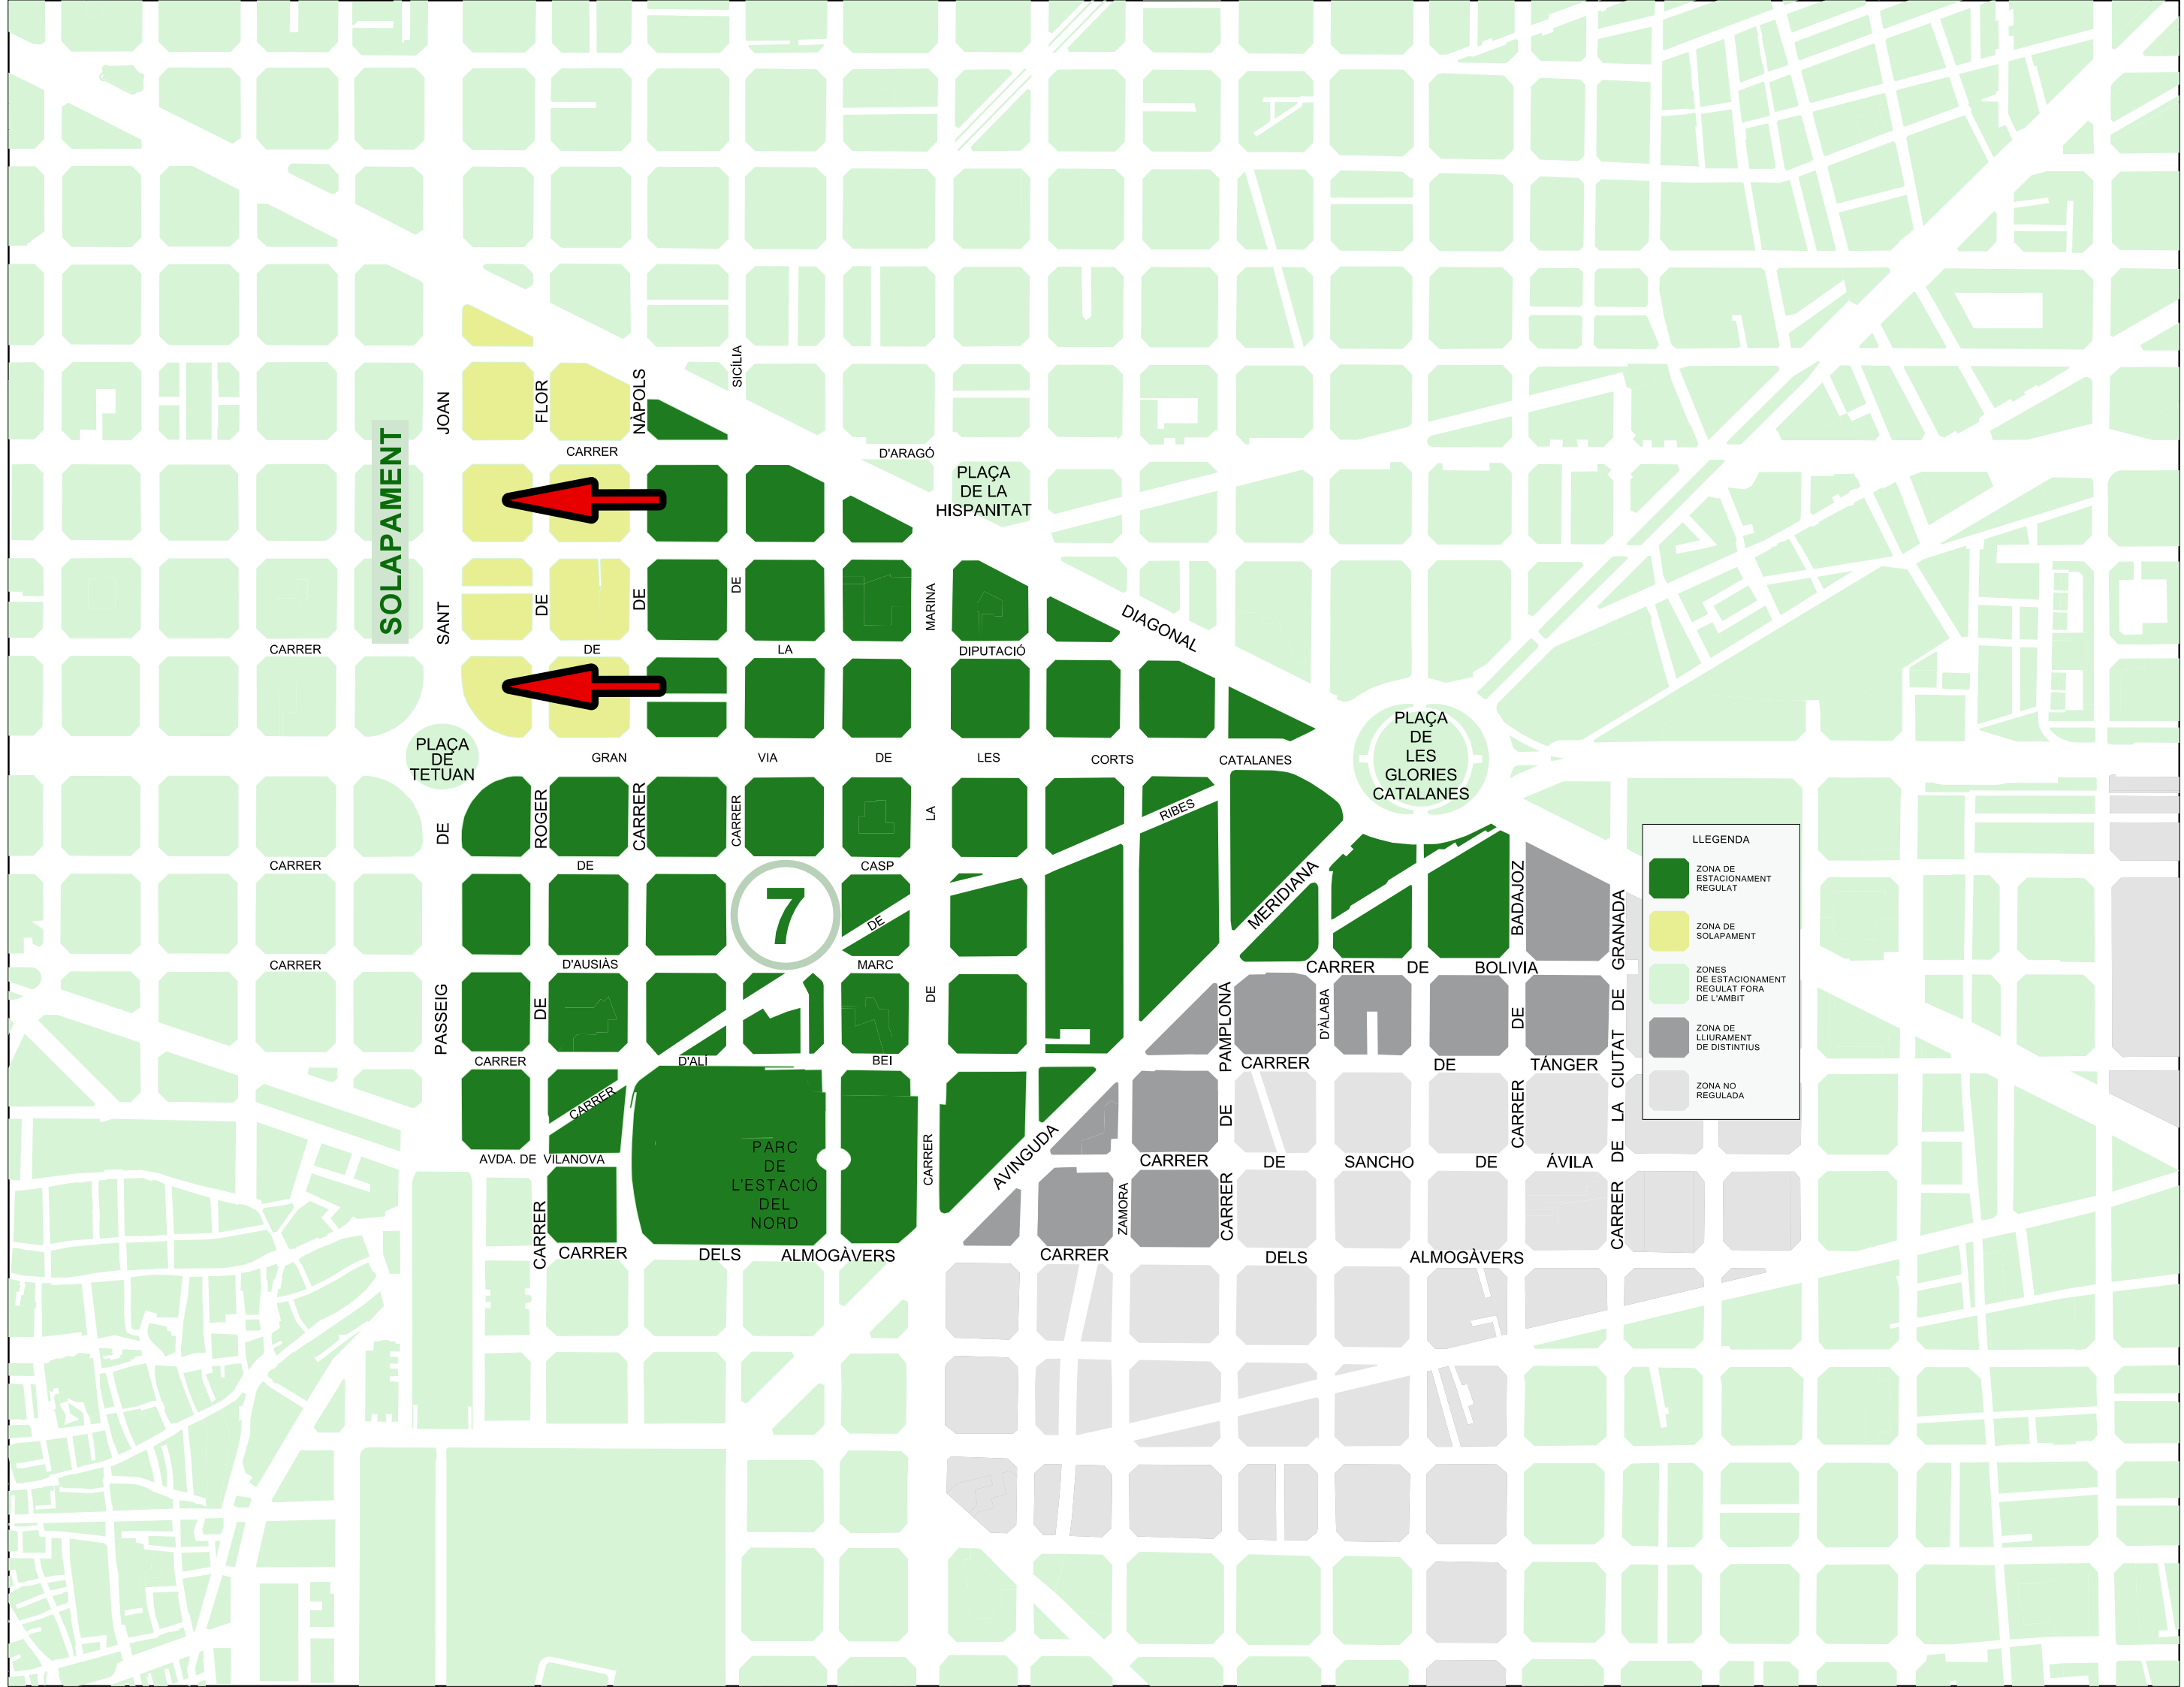 SICÍLIA
JOAN
FLOR
NÀPOLS
CARRER
D'ARAGÓ
SOLAPAMENT
PLAÇA
DE LA
HISPANITAT
SANT
DE
DE
DE
MARINA
DIAGONAL
CARRER
DE
LA
DIPUTACIÓ
PLAÇA
DE
TETUAN
GRAN
VIA
DE
LES
CORTS
CATALANES
PLAÇA
DE
LES
GLORIES
CATALANES
DE
ROGER
CARRER
CARRER
LA
RIBES
CARRER
DE
CASP
MERIDIANA
BADAJOZ
GRANADA
7
DE
CARRER
D'AUSIÀS
MARC
CARRER
DE
BOLIVIA
PASSEIG
DE
DE
PAMPLONA
D'ÀLABA
DE
DE
CARRER
D'ALÍ
BEI
CARRER
DE
TÁNGER
CIUTAT
CARRER
DE
CARRER
LA
AVDA. DE VILANOVA
PARC
DE
L'ESTACIÓ
DEL
NORD
CARRER
AVINGUDA
CARRER
DE
SANCHO
DE
ÁVILA
DE
CARRER
ZAMORA
CARRER
CARRER
CARRER
DELS
ALMOGÀVERS
CARRER
DELS
ALMOGÀVERS
LLEGENDA
ZONA DE
ESTACIONAMENT
REGULAT
ZONA DE
SOLAPAMENT
ZONES
DE ESTACIONAMENT
REGULAT FORA
DE L'AMBIT
ZONA DE
LLIURAMENT
DE DISTINTIUS
ZONA NO
REGULADA